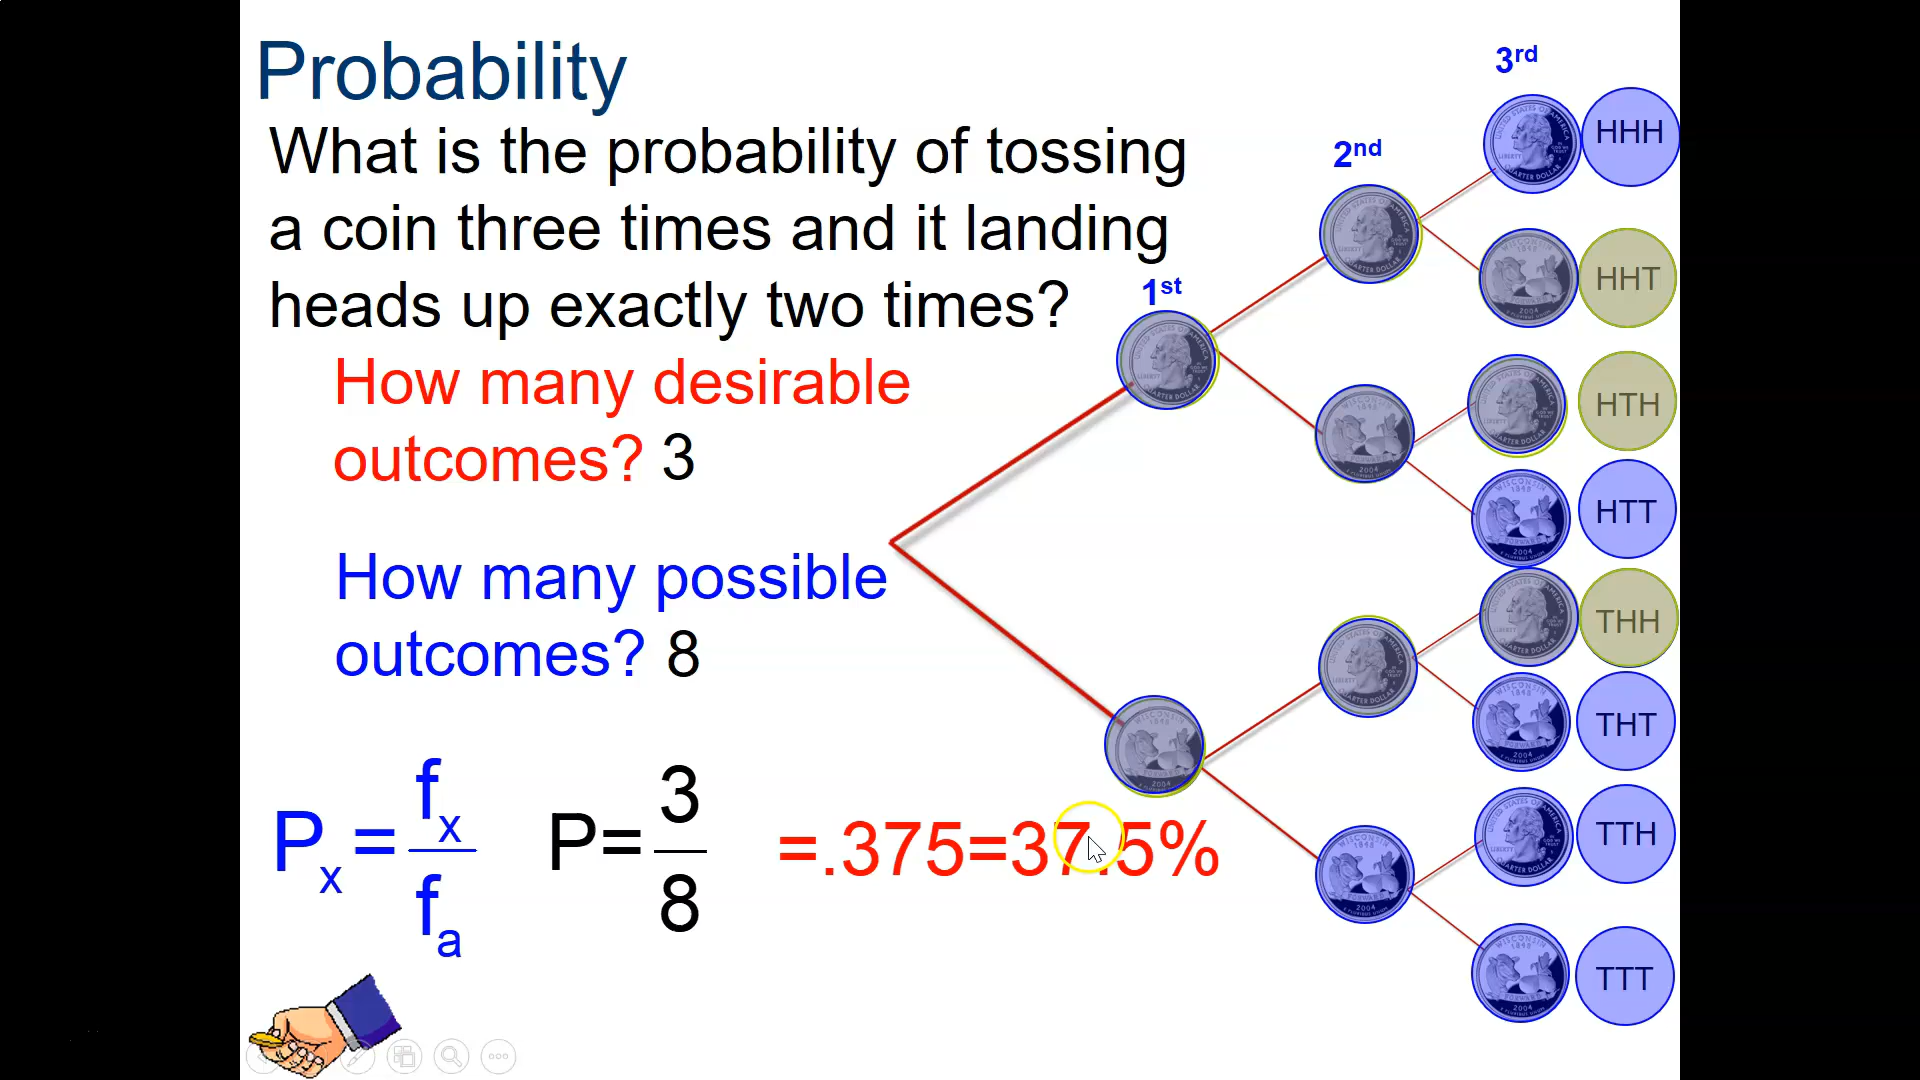 Probability
What is the probability of tossing
a coin three times and it landing
heads up exactly two times?
How many desirable
outcomes? 3
How many possible
outcomes? 8
Px = fx / fa
P= 3 / 8
=.375=37.5%
1st
2nd
3rd
HHH
HHT
HTH
HTT
THH
THT
TTH
TTT